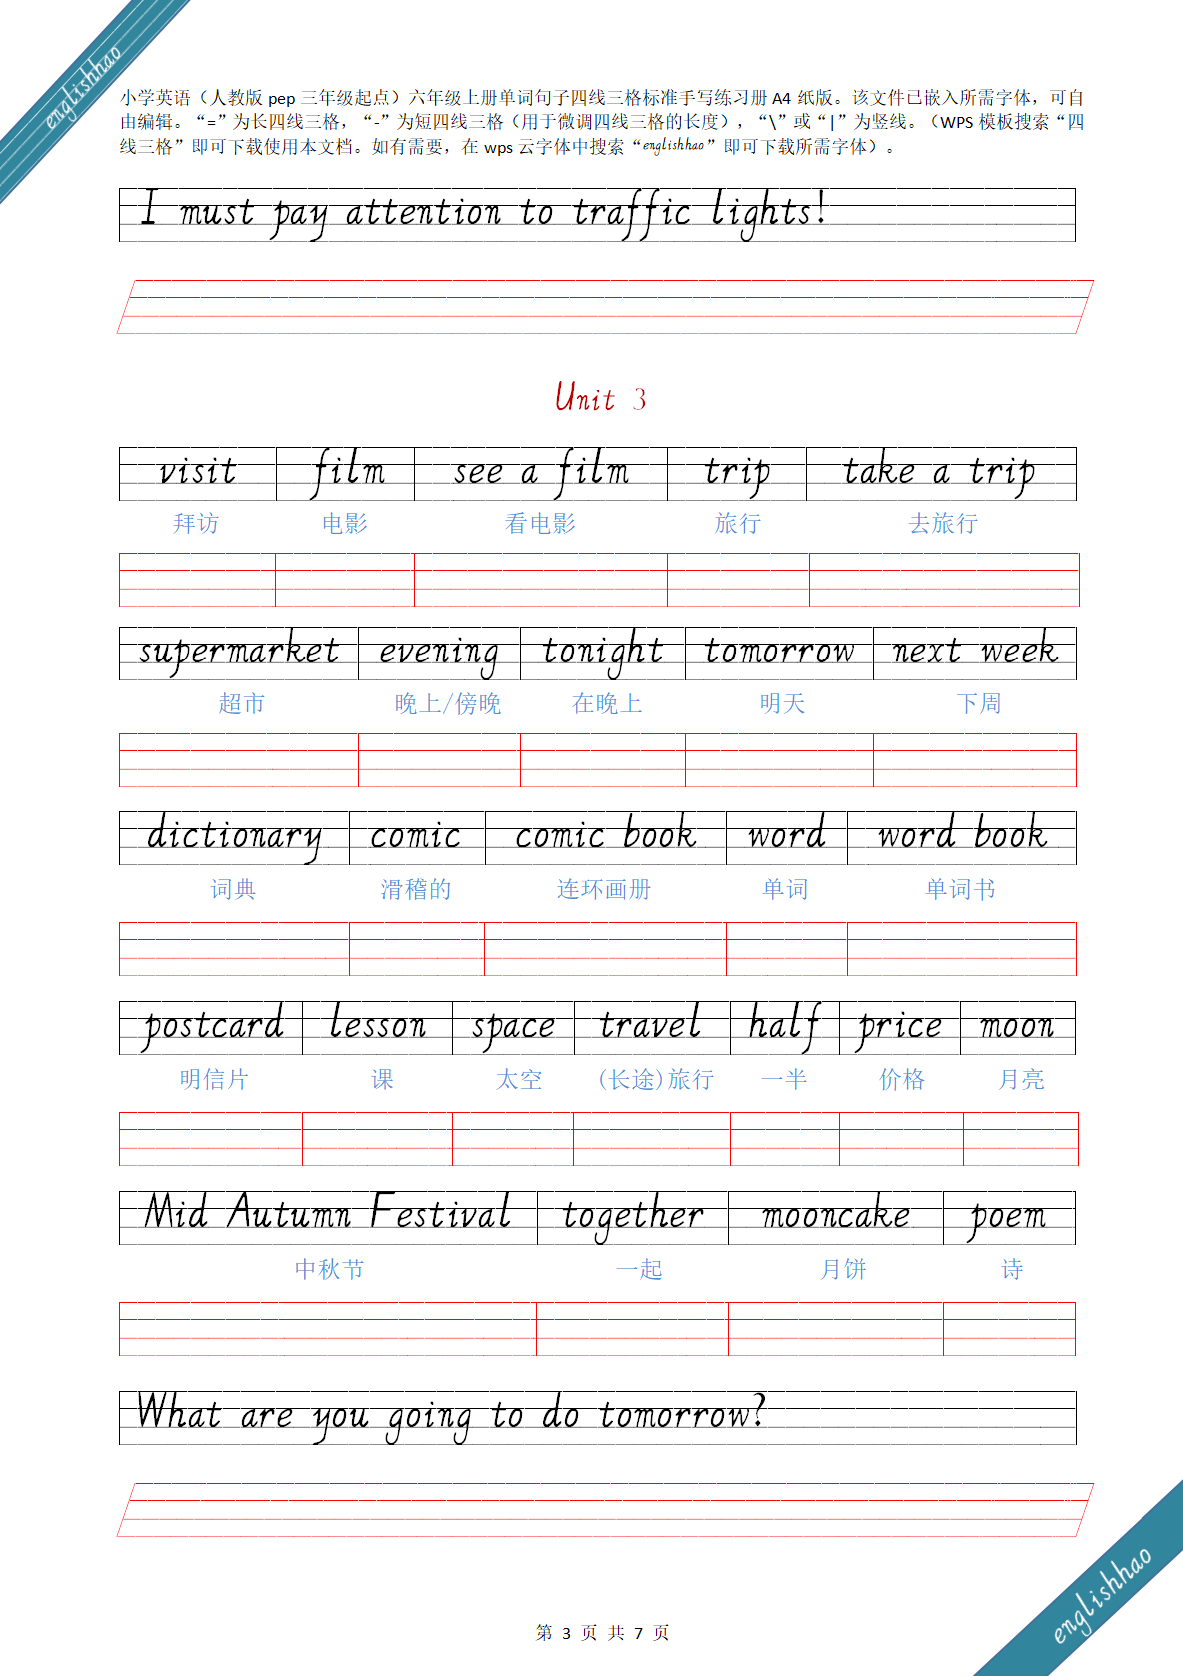 englishhao
小学英语（人教版 pep 三年级起点）六年级上册单词句子四线三格标准手写练习册 A4 纸版。该文件已嵌入所需字体，可自
由编辑。“=”为长四线三格，“-”为短四线三格（用于微调四线三格的长度），“\”或“|”为竖线。（WPS 模板搜索“四
线三格”即可下载使用本文档。如有需要，在 wps 云字体中搜索“englishhao”即可下载所需字体）。
I must pay attention to traffic lights!
Unit 3
visit film see a film trip take a trip
拜访 电影 看电影 旅行 去旅行
supermarket evening tonight tomorrow next week
超市 晚上/傍晚 在晚上 明天 下周
dictionary comic comic book word word book
词典 滑稽的 连环画册 单词 单词书
postcard lesson space travel half price moon
明信片 课 太空 (长途)旅行 一半 价格 月亮
Mid Autumn Festival together mooncake poem
中秋节 一起 月饼 诗
What are you going to do tomorrow?
englishhao
第 3 页 共 7 页